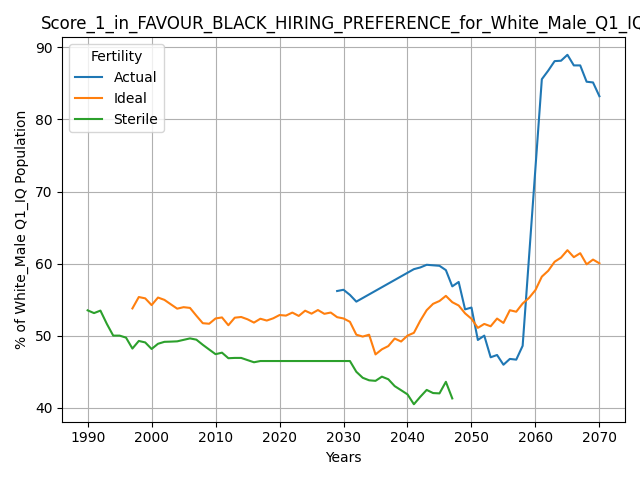 Score_1_in_FAVOUR_BLACK_HIRING_PREFERENCE_for_White_Male_Q1_IQ
Fertility
Actual
Ideal
Sterile
% of White_Male Q1_IQ Population
90
80
70
60
50
40
1990 2000 2010 2020 2030 2040 2050 2060 2070
Years